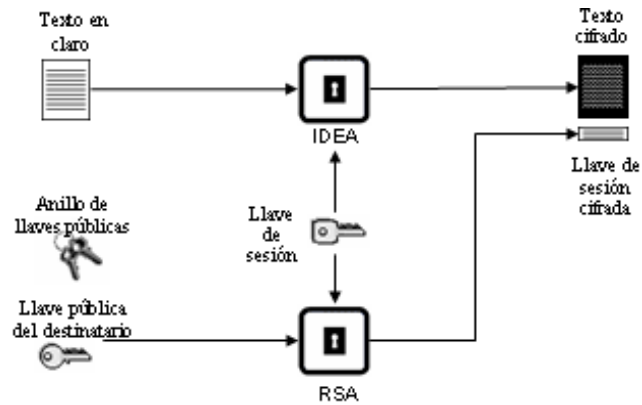 Texto en
claro
IDEA
Texto
cifrado
Llave de
sesión
cifrada
Anillo de
llaves públicas
Llave
de
sesión
Llave pública
del destinatario
RSA